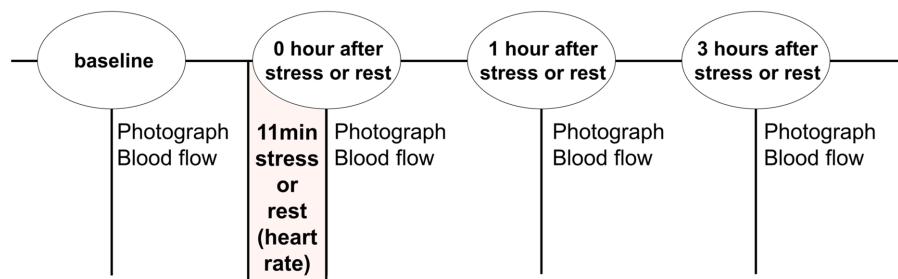 baseline
0 hour after
stress or rest
1 hour after
stress or rest
3 hours after
stress or rest
Photograph
Blood flow
11min
stress
or
rest
(heart
rate)
Photograph
Blood flow
Photograph
Blood flow
Photograph
Blood flow